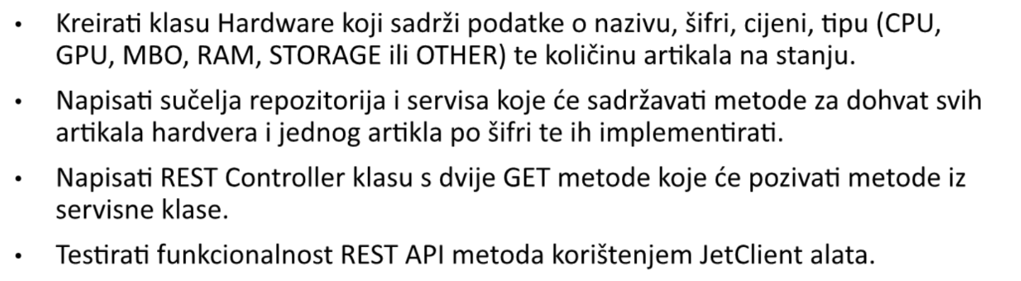 • Kreirati klasu Hardware koji sadrži podatke o nazivu, šifri, cijeni, tipu (CPU,
GPU, MBO, RAM, STORAGE ili OTHER) te količinu artikala na stanju.
• Napisati sučelja repozitorija i servisa koje će sadržavati metode za dohvat svih
artikala hardvera i jednog artikla po šifri te ih implementirati.
• Napisati REST Controller klasu s dvije GET metode koje će pozivati metode iz
servisne klase.
• Testirati funkcionalnost REST API metoda korištenjem JetClient alata.